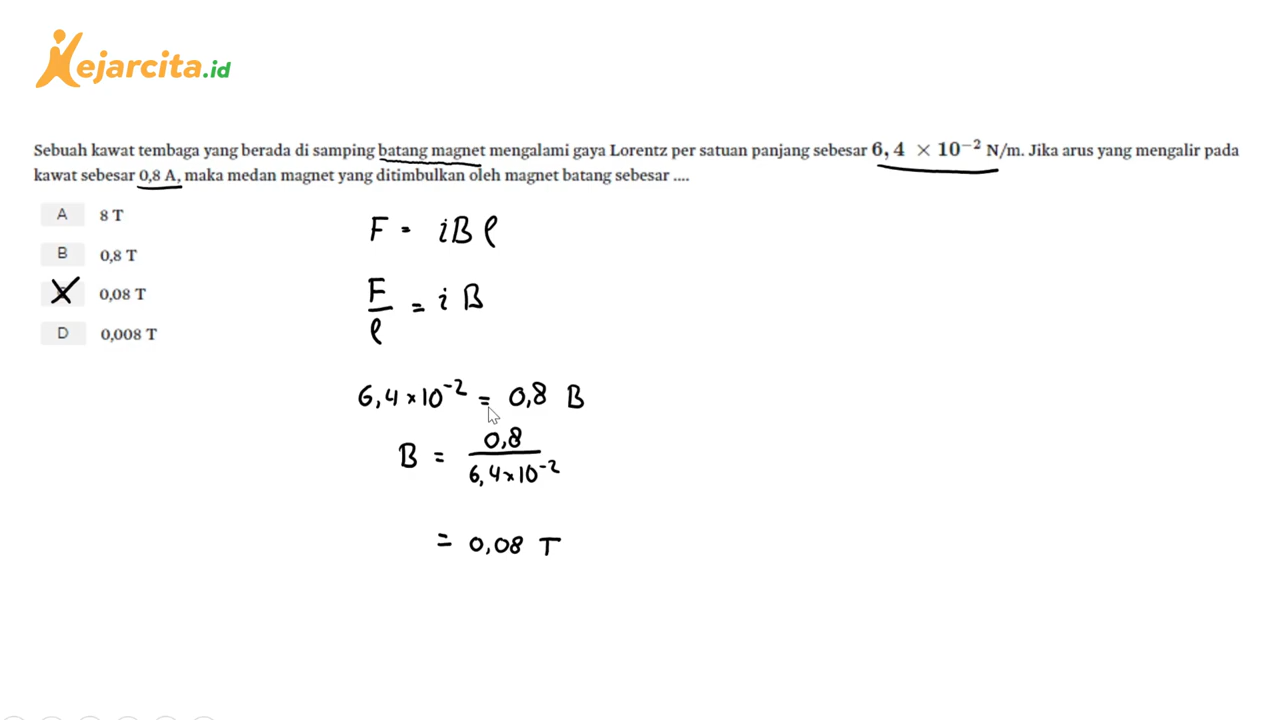 Kejarcita.id
Sebuah kawat tembaga yang berada di samping batang magnet mengalami gaya Lorentz per satuan panjang sebesar 6,4 × 10⁻² N/m. Jika arus yang mengalir pada
kawat sebesar 0,8 A, maka medan magnet yang ditimbulkan oleh magnet batang sebesar ....
A 8 T
B 0,8 T
0,08 T
D 0,008 T
F = i B ℓ
F/ℓ = i B
6,4 × 10⁻² = 0,8 B
B = 0,8 / 6,4 × 10⁻²
= 0,08 T